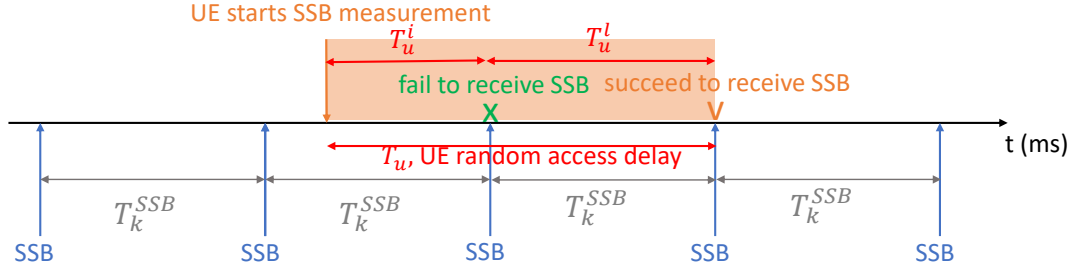 UE starts SSB measurement
T_u^i
T_u^l
fail to receive SSB
succeed to receive SSB
X
V
t (ms)
T_u, UE random access delay
T_k^{SSB}
T_k^{SSB}
T_k^{SSB}
T_k^{SSB}
SSB
SSB
SSB
SSB
SSB